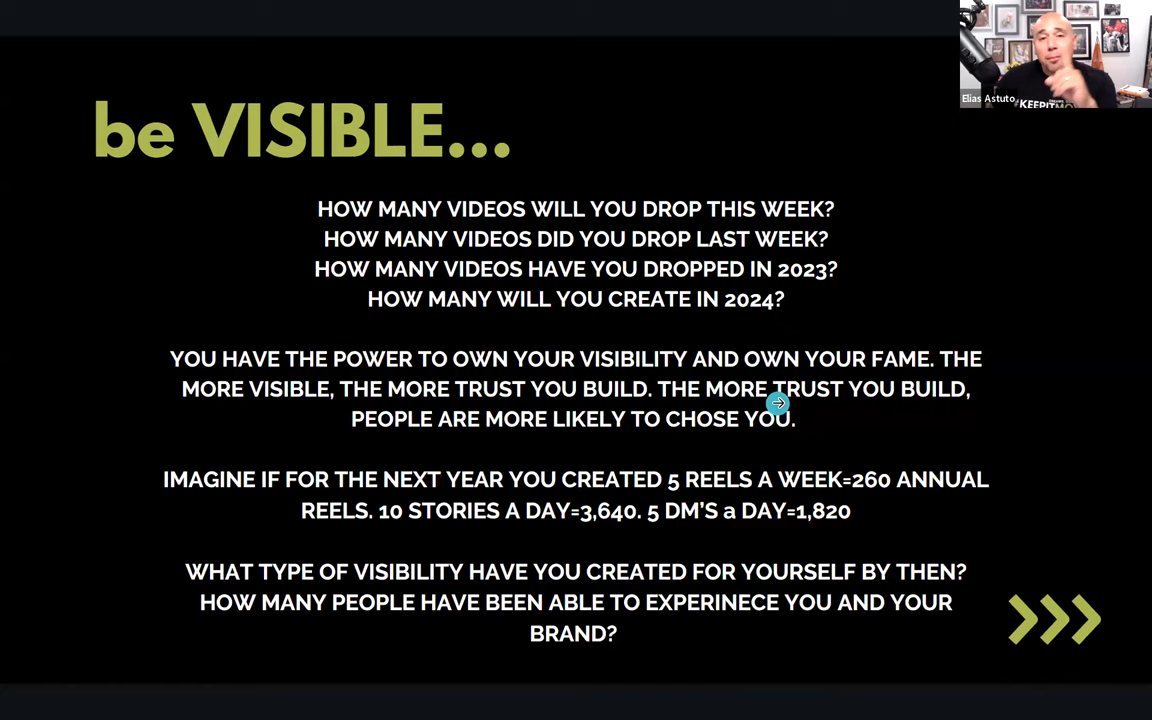 be VISIBLE...
HOW MANY VIDEOS WILL YOU DROP THIS WEEK?
HOW MANY VIDEOS DID YOU DROP LAST WEEK?
HOW MANY VIDEOS HAVE YOU DROPPED IN 2023?
HOW MANY WILL YOU CREATE IN 2024?
YOU HAVE THE POWER TO OWN YOUR VISIBILITY AND OWN YOUR FAME. THE
MORE VISIBLE, THE MORE TRUST YOU BUILD. THE MORE TRUST YOU BUILD,
PEOPLE ARE MORE LIKELY TO CHOSE YOU.
IMAGINE IF FOR THE NEXT YEAR YOU CREATED 5 REELS A WEEK=260 ANNUAL
REELS. 10 STORIES A DAY=3,640. 5 DM'S a DAY=1,820
WHAT TYPE OF VISIBILITY HAVE YOU CREATED FOR YOURSELF BY THEN?
HOW MANY PEOPLE HAVE BEEN ABLE TO EXPERINECE YOU AND YOUR
BRAND?
Elias Astuto